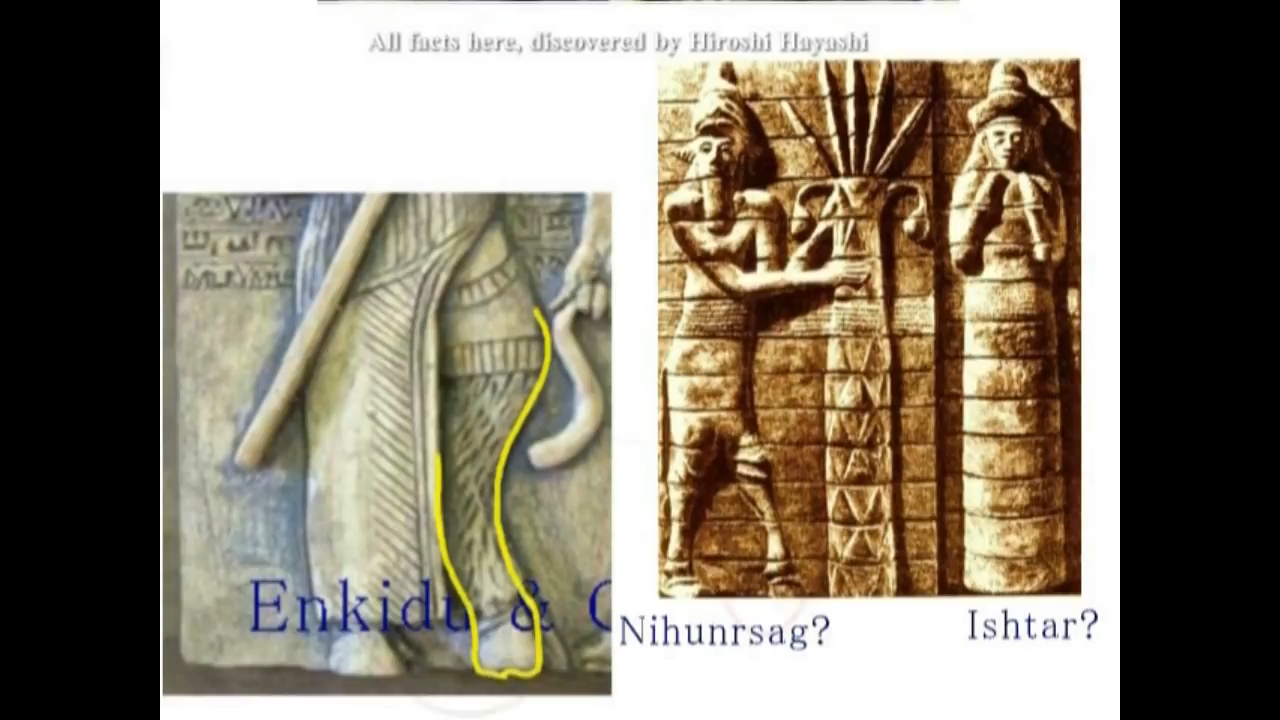 All facts here, discovered by Hiroshi Hayashi
Enkidu &
Nihunrsag?
Ishtar?